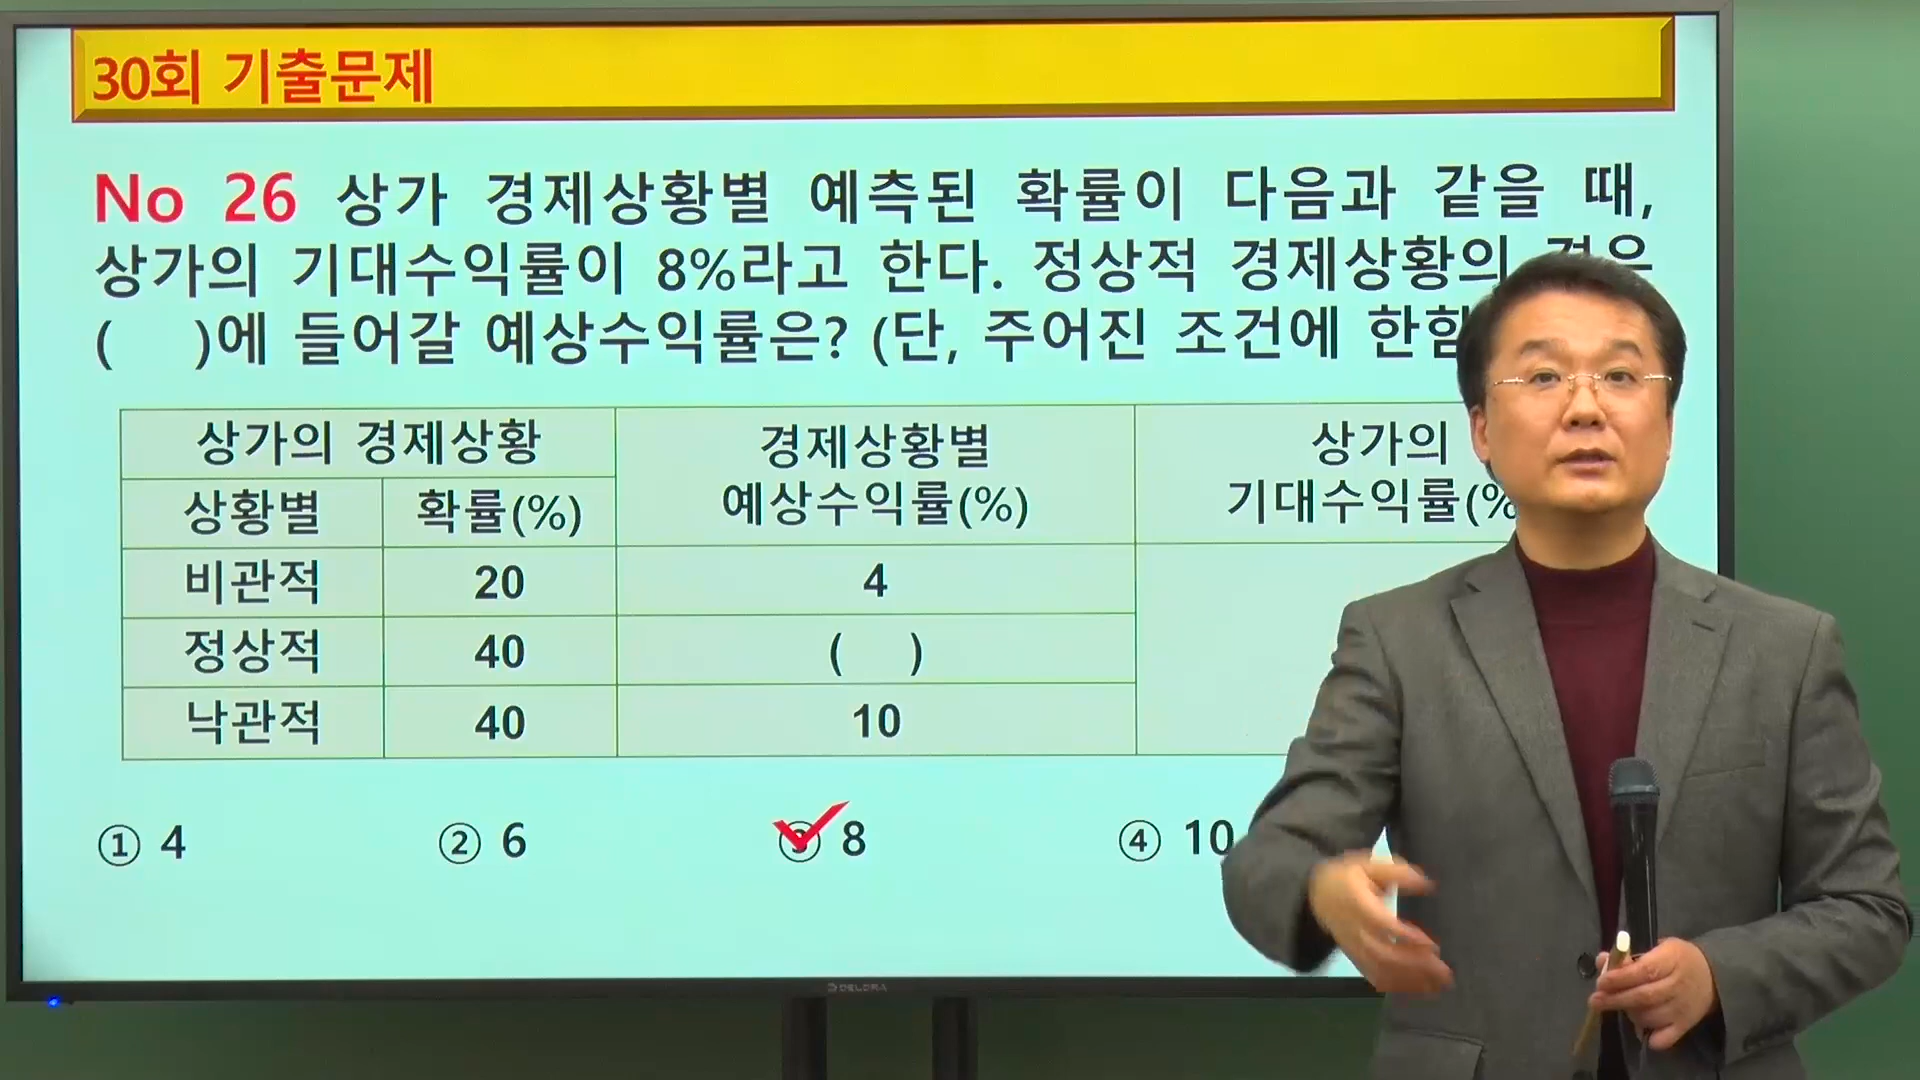 30회 기출문제
No 26 상가 경제상황별 예측된 확률이 다음과 같을 때,
상가의 기대수익률이 8%라고 한다. 정상적 경제상황의
( )에 들어갈 예상수익률은? (단, 주어진 조건에 한함
상가의 경제상황
경제상황별
예상수익률(%)
상가의
기대수익률(%
상황별 확률(%)
비관적 20 4
정상적 40 ( )
낙관적 40 10
① 4 ② 6 ③ 8 ④ 10
DELDRA